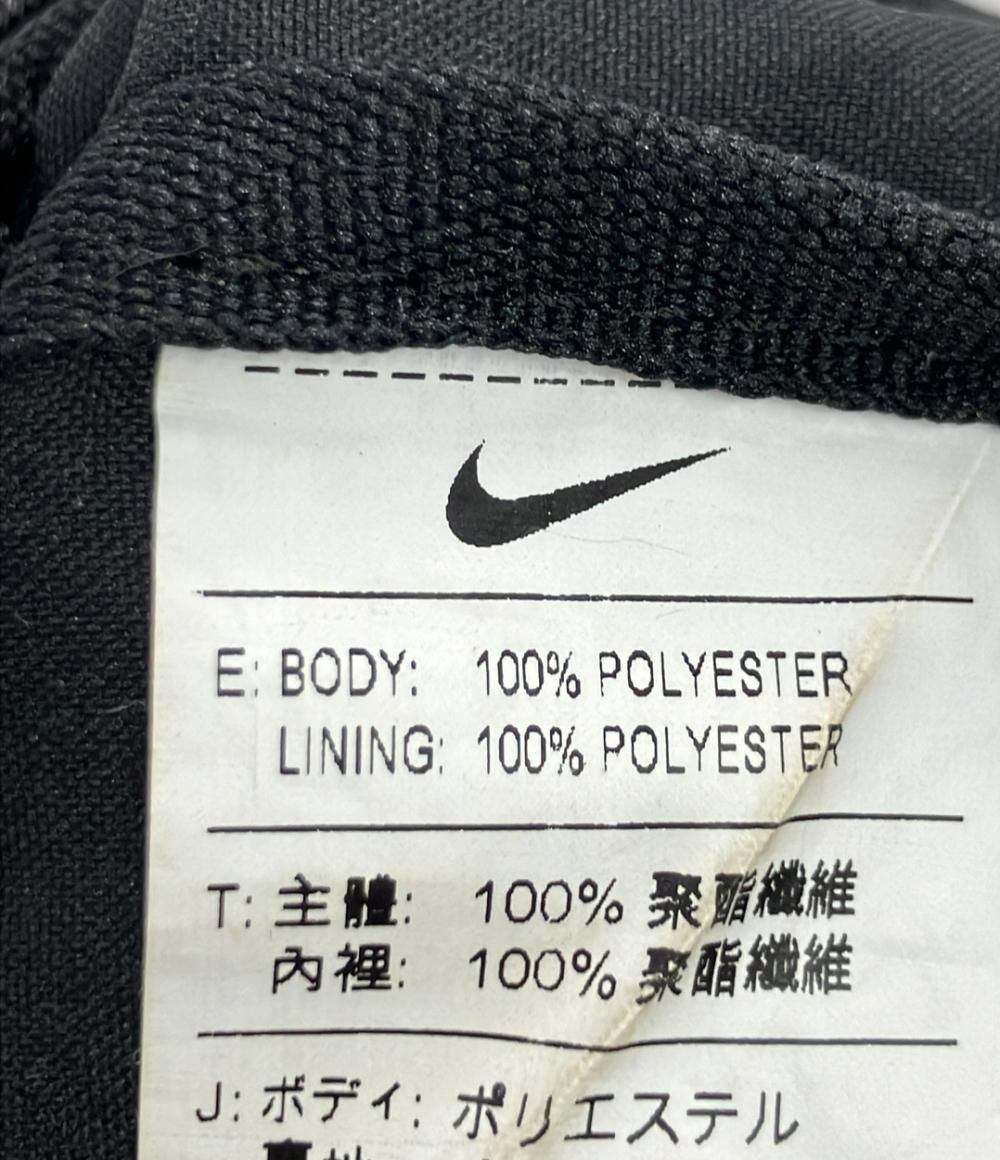 E: BODY: 100% POLYESTER
LINING: 100% POLYESTER
T: 主體: 100% 聚酯纖維
內裡: 100% 聚酯纖維
J: ボディ: ポリエステル